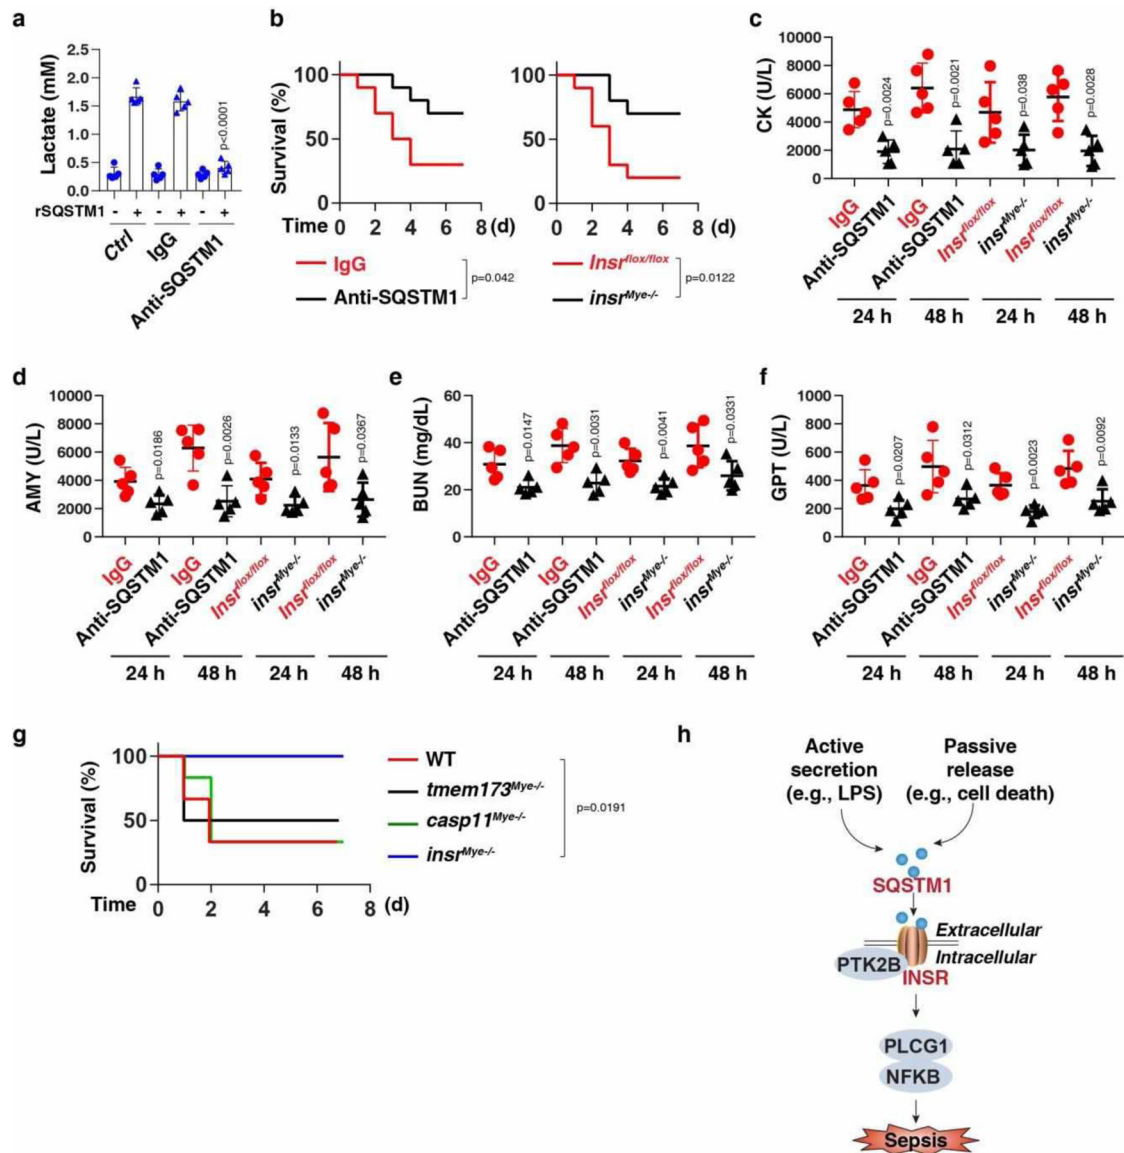 a
Lactate (mM)
2.5
2.0
1.5
1.0
0.5
0.0
p<0.0001
rSQSTM1 - + - + - +
Ctrl
IgG
Anti-SQSTM1
b
Survival (%)
100
50
0
Time 0 2 4 6 8 (d)
IgG
Anti-SQSTM1
p=0.042
100
50
0
0 2 4 6 8 (d)
Insrflox/flox
insrMye-/-
p=0.0122
c
CK (U/L)
10000
8000
6000
4000
2000
0
p=0.0024
p=0.0021
p=0.038
p=0.0028
IgG
Anti-SQSTM1
IgG
Anti-SQSTM1
Insrflox/flox
insrMye-/-
Insrflox/flox
insrMye-/-
24 h 48 h 24 h 48 h
d
AMY (U/L)
10000
8000
6000
4000
2000
0
p=0.0186
p=0.0026
p=0.0133
p=0.0367
IgG
Anti-SQSTM1
IgG
Anti-SQSTM1
Insrflox/flox
insrMye-/-
Insrflox/flox
insrMye-/-
24 h 48 h 24 h 48 h
e
BUN (mg/dL)
60
40
20
0
p=0.0147
p=0.0031
p=0.0041
p=0.0331
IgG
Anti-SQSTM1
IgG
Anti-SQSTM1
Insrflox/flox
insrMye-/-
Insrflox/flox
insrMye-/-
24 h 48 h 24 h 48 h
f
GPT (U/L)
1000
800
600
400
200
0
p=0.0207
p=0.0312
p=0.0023
p=0.0092
IgG
Anti-SQSTM1
IgG
Anti-SQSTM1
Insrflox/flox
insrMye-/-
Insrflox/flox
insrMye-/-
24 h 48 h 24 h 48 h
g
Survival (%)
100
50
0
Time 0 2 4 6 8 (d)
WT
tmem173Mye-/-
casp11Mye-/-
insrMye-/-
p=0.0191
h
Active
secretion
(e.g., LPS)
Passive
release
(e.g., cell death)
SQSTM1
Extracellular
Intracellular
PTK2B
INSR
PLCG1
NFKB
Sepsis